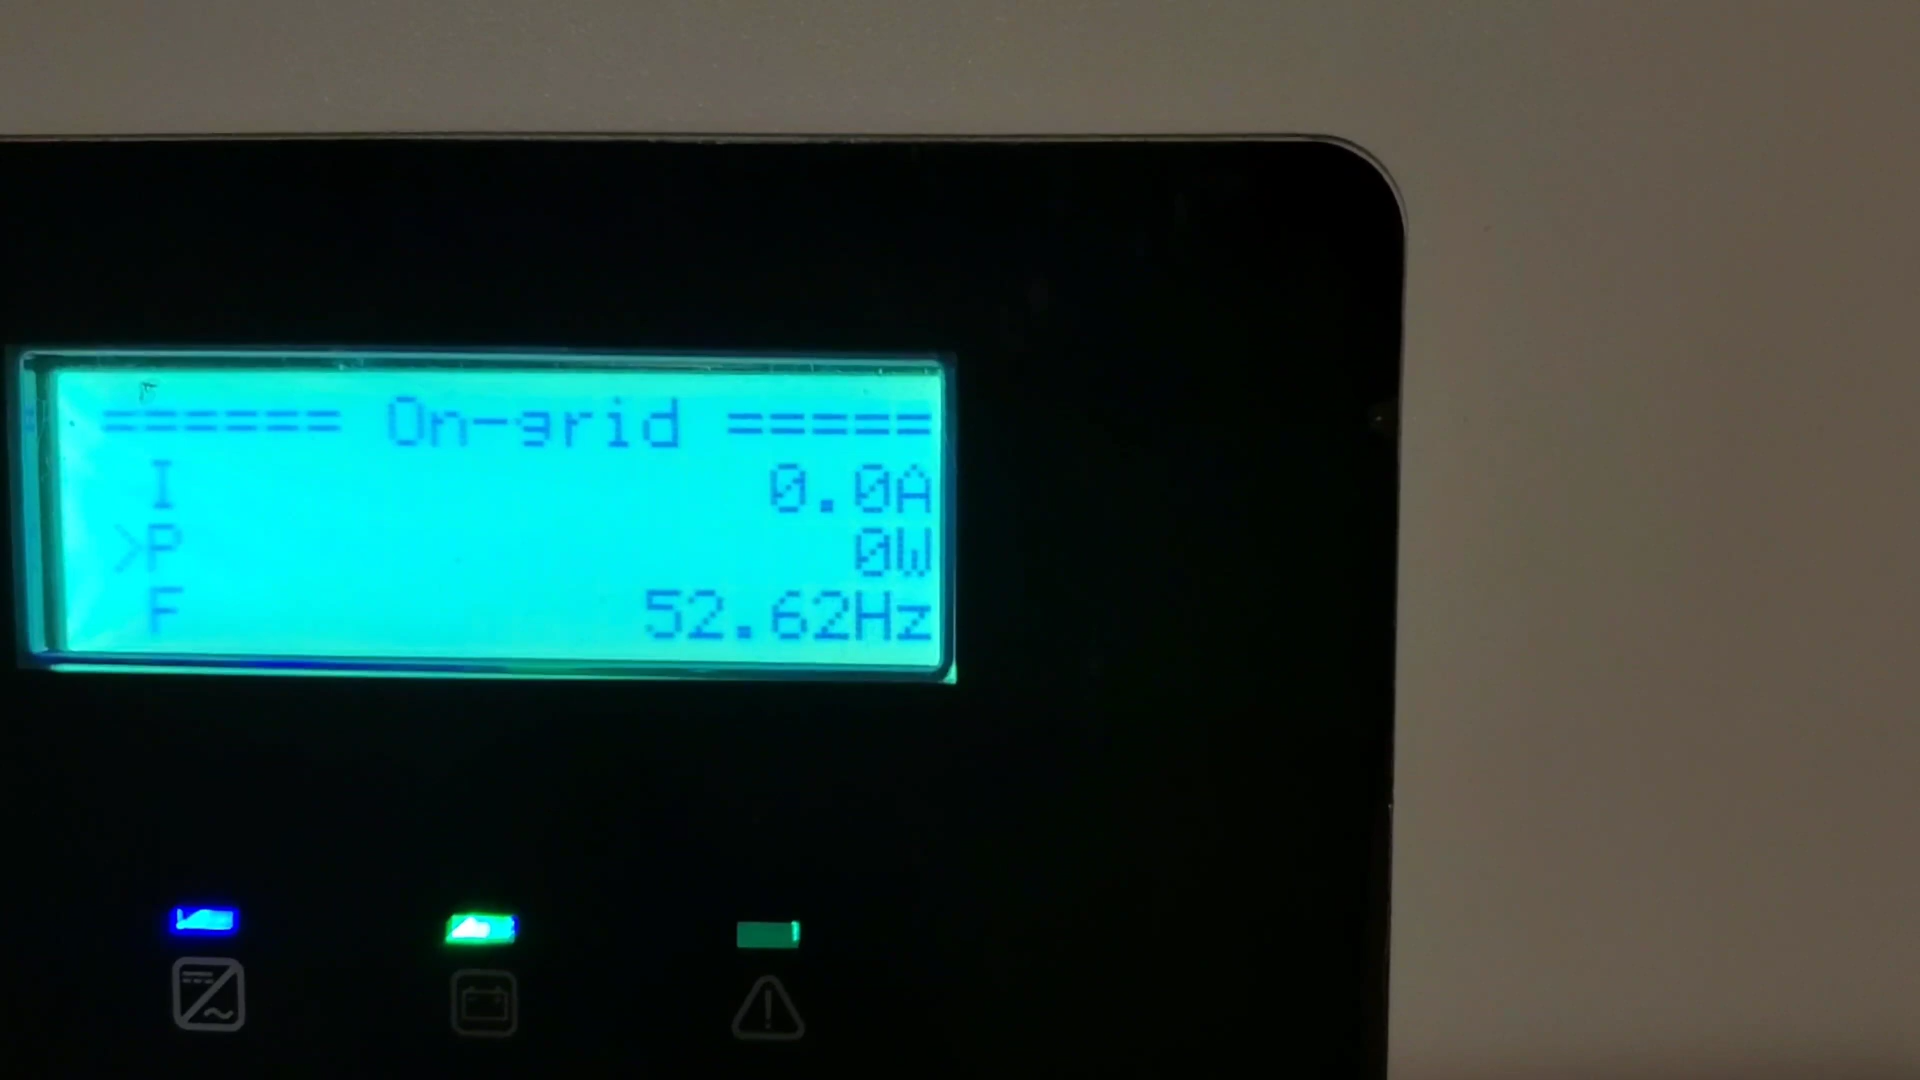 ====== On-grid =====
I 0.0A
>P 0W
F 52.62Hz